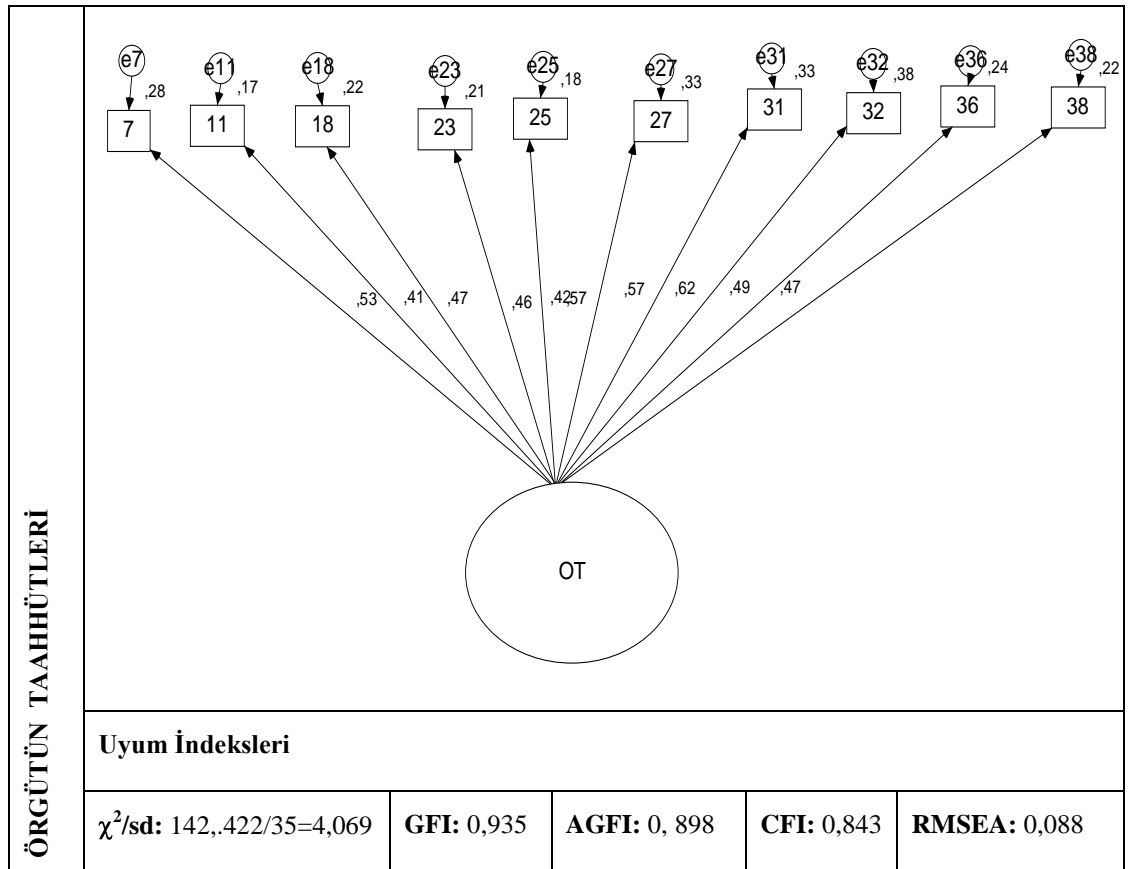 ÖRGÜTÜN TAAHHÜTLERİ
e7 e11 e18 e23 e25 e27 e31 e32 e36 e38
,28 ,17 ,22 ,21 ,18 ,33 ,33 ,38 ,24 ,22
7 11 18 23 25 27 31 32 36 38
,53 ,41 ,47 ,46 ,42 ,57 ,57 ,62 ,49 ,47
OT
Uyum İndeksleri
χ²/sd: 142,.422/35=4,069 GFI: 0,935 AGFI: 0, 898 CFI: 0,843 RMSEA: 0,088